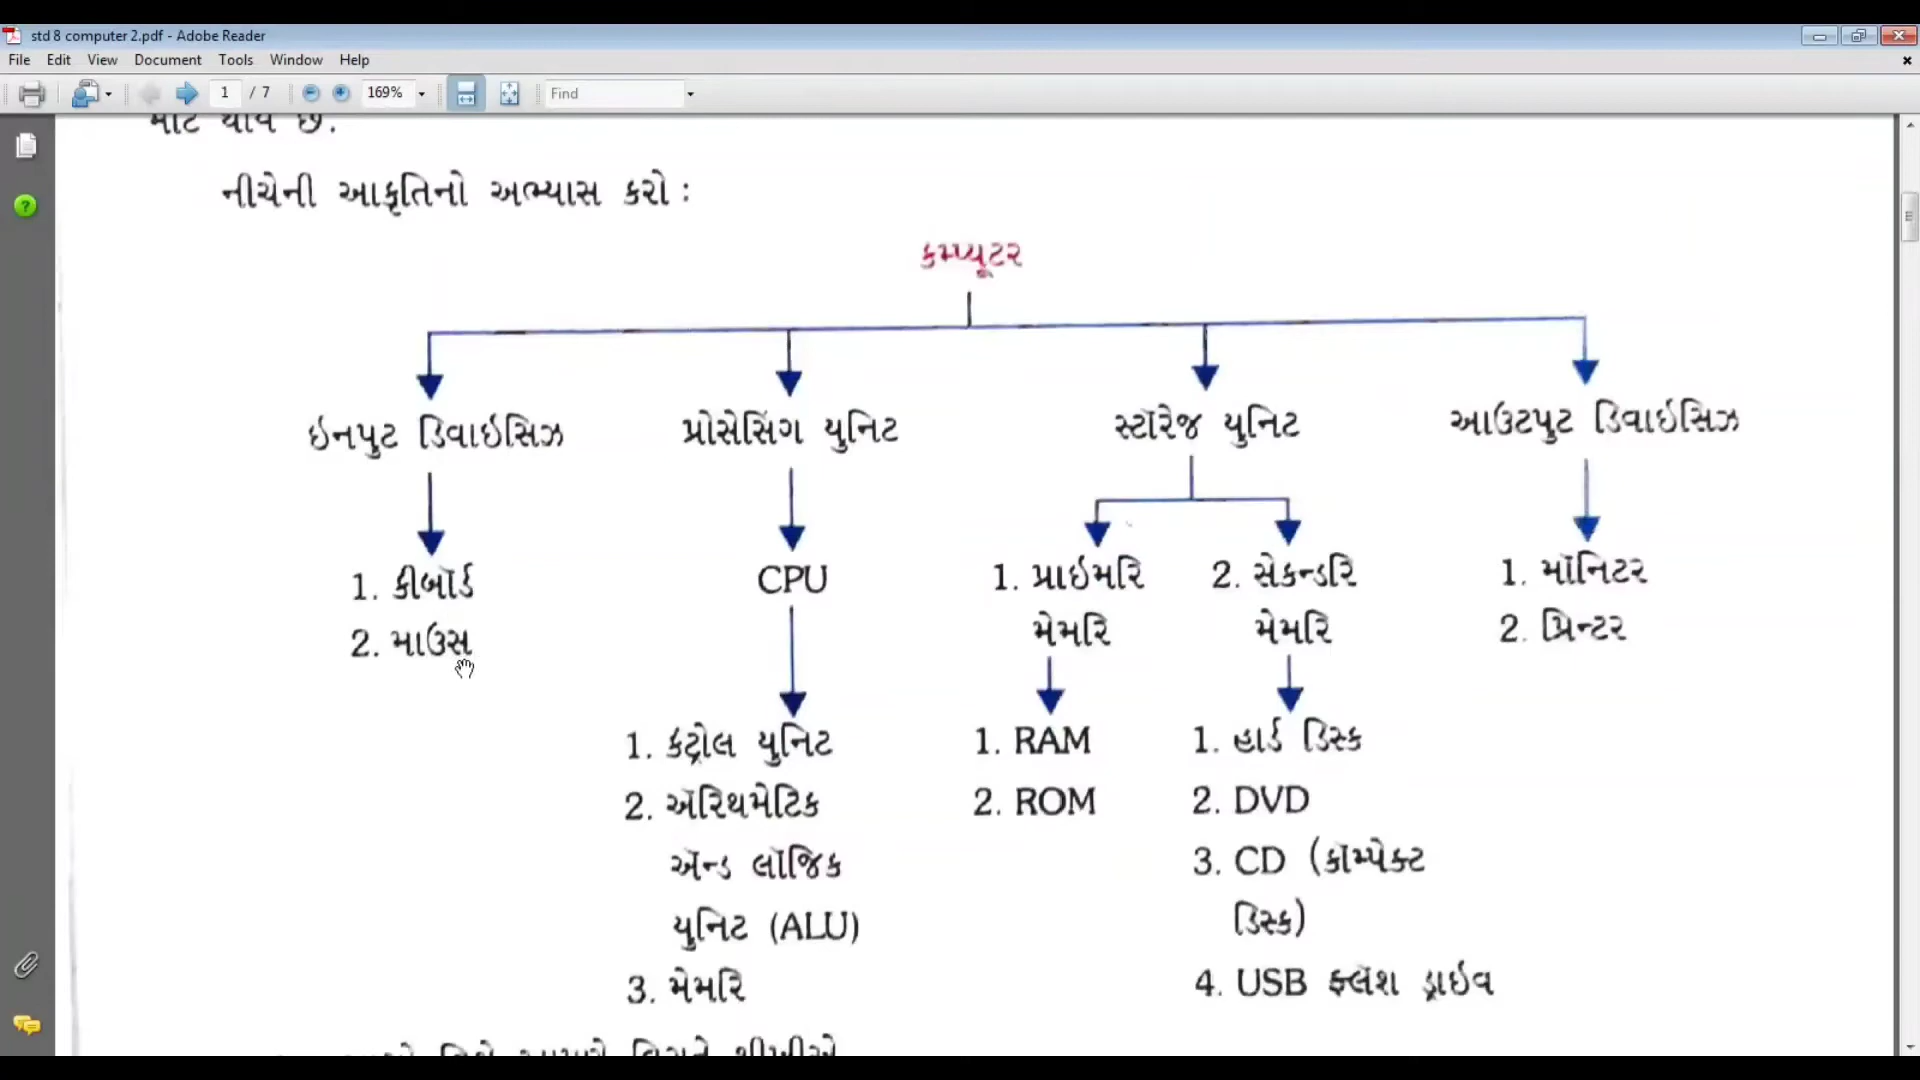 std 8 computer 2.pdf - Adobe Reader
File Edit View Document Tools Window Help
1 / 7 169% Find
માટે થાય છે.
નીચેની આકૃતિનો અભ્યાસ કરો :
કમ્પ્યૂટર
ઇનપુટ ડિવાઇસિઝ પ્રોસેસિંગ યુનિટ સ્ટૉરેજ યુનિટ આઉટપુટ ડિવાઇસિઝ
1. કીબૉર્ડ CPU 1. પ્રાઇમરિ 2. સેકન્ડરિ 1. મૉનિટર
2. માઉસ મેમરિ મેમરિ 2. પ્રિન્ટર
1. કંટ્રોલ યુનિટ 1. RAM 1. હાર્ડ ડિસ્ક
2. ઍરિથમેટિક 2. ROM 2. DVD
ઍન્ડ લૉજિક 3. CD (કૉમ્પેક્ટ
યુનિટ (ALU) ડિસ્ક)
3. મેમરિ 4. USB ફ્લૅશ ડ્રાઇવ